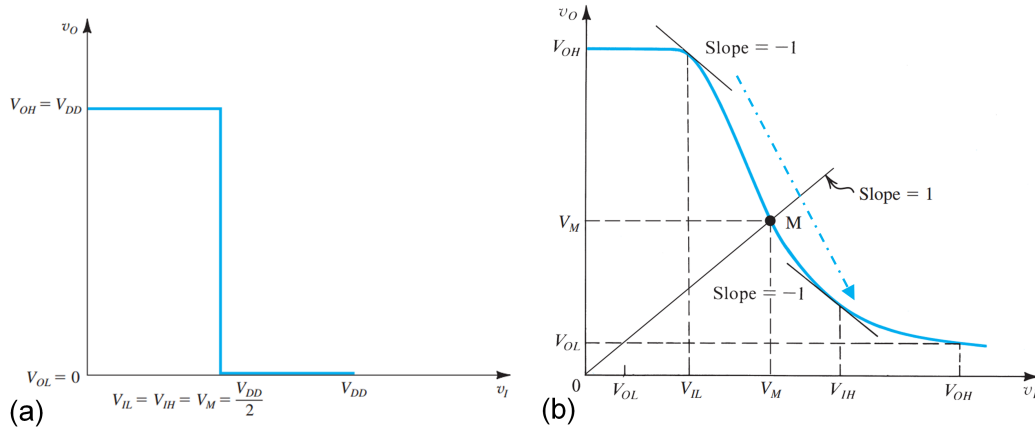 v_O
V_OH = V_DD
V_OL = 0
V_IL = V_IH = V_M = V_DD/2
V_DD
v_I
(a)
v_O
V_OH
Slope = −1
Slope = 1
V_M
M
Slope = −1
V_OL
0
V_OL
V_IL
V_M
V_IH
V_OH
v_I
(b)